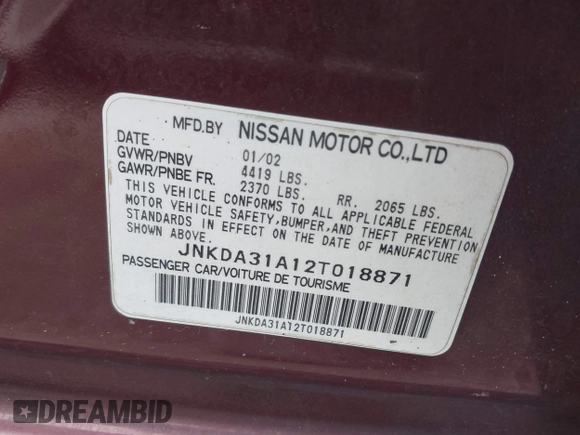 MFD.BY NISSAN MOTOR CO.,LTD
DATE 01/02
GVWR/PNBV 4419 LBS.
GAWR/PNBE FR. 2370 LBS. RR. 2065 LBS.
THIS VEHICLE CONFORMS TO ALL APPLICABLE FEDERAL
MOTOR VEHICLE SAFETY,BUMPER,AND THEFT PREVENTION
STANDARDS IN EFFECT ON THE DATE OF MANUFACTURE
SHOWN ABOVE.
JNKDA31A12T018871
PASSENGER CAR/VOITURE DE TOURISME
JNKDA31A12T018871
DREAMBID